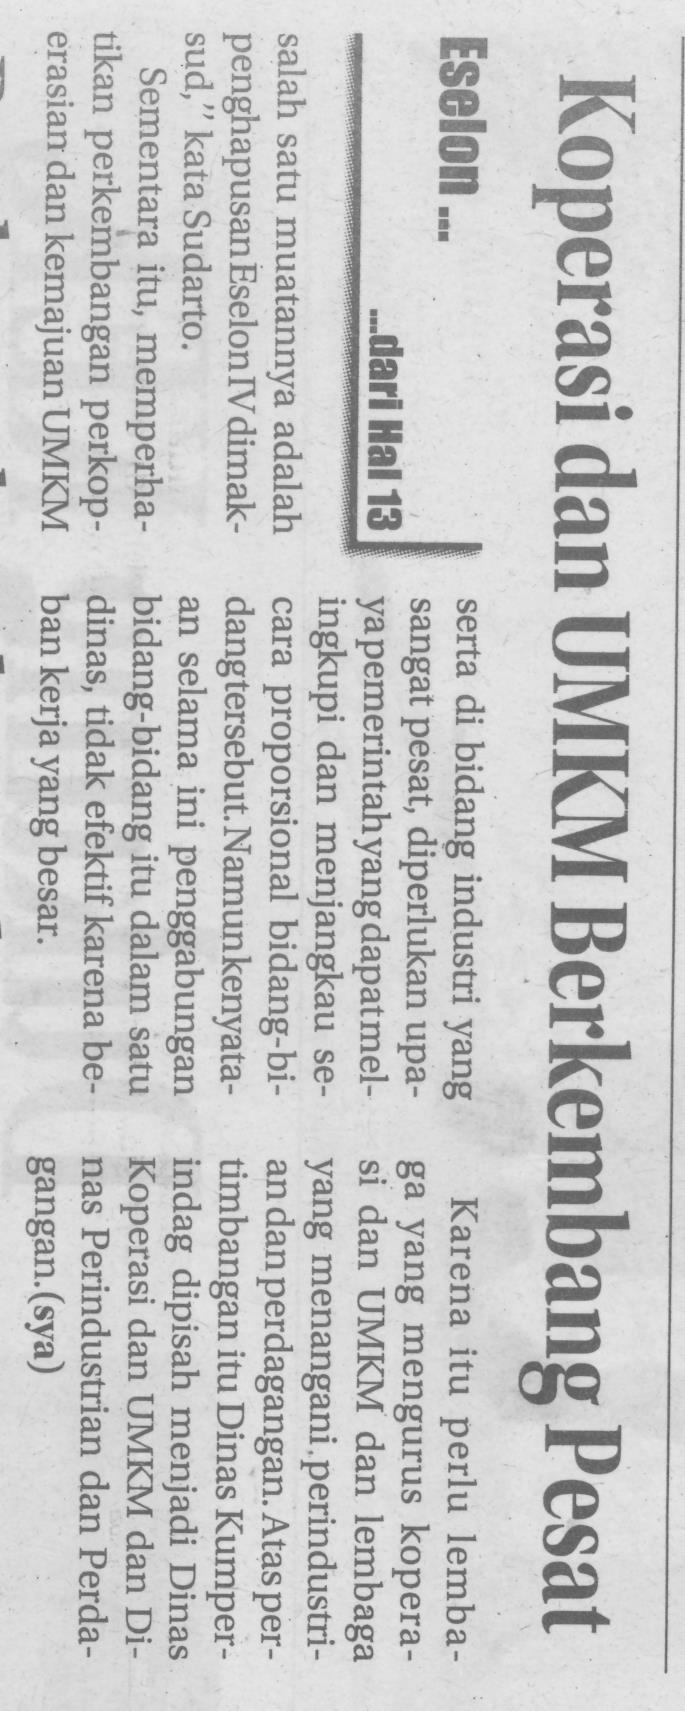 Koperasi dan UMKM Berkembang Pesat
Eselon ...
...dari Hal 13
salah satu muatannya adalah
penghapusan Eselon IV dimak-
sud,” kata Sudarto.
Sementara itu, memperha-
tikan perkembangan perkop-
erasian dan kemajuan UMKM
serta di bidang industri yang
sangat pesat, diperlukan upa-
ya pemerintah yang dapat mel-
ingkupi dan menjangkau se-
cara proporsional bidang-bi-
dang tersebut. Namun kenyata-
an selama ini penggabungan
bidang-bidang itu dalam satu
dinas, tidak efektif karena be-
ban kerja yang besar.
Karena itu perlu lemba-
ga yang mengurus kopera-
si dan UMKM dan lembaga
yang menangani perindustri-
an dan perdagangan. Atas per-
timbangan itu Dinas Kumper-
indag dipisah menjadi Dinas
Koperasi dan UMKM dan Di-
nas Perindustrian dan Perda-
gangan. (sya)